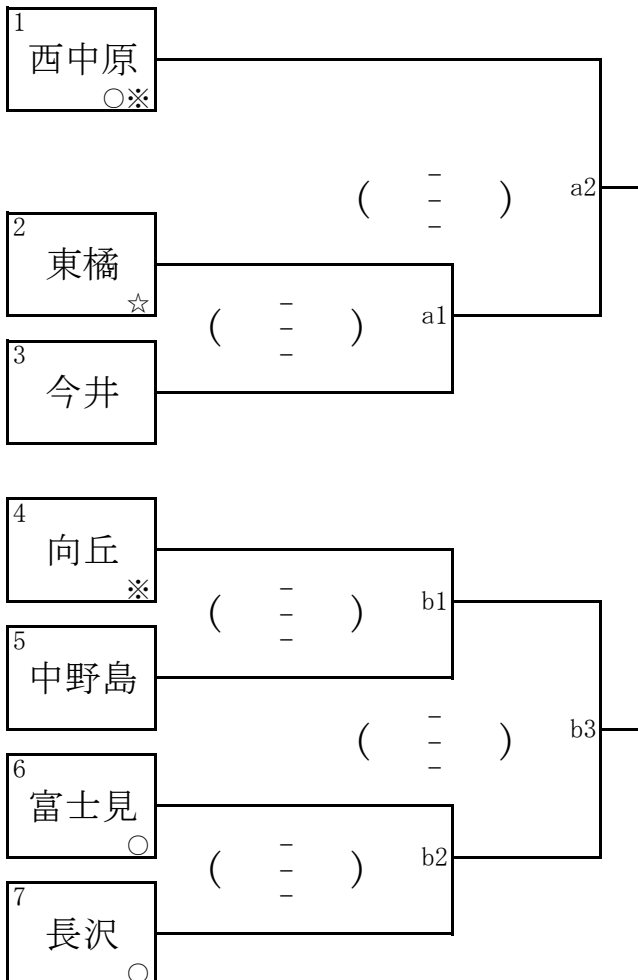 1
西中原
○※
( - - - ) a2
2
東橘
☆
( - - - ) a1
3
今井
4
向丘
※
( - - - ) b1
5
中野島
( - - - ) b3
6
富士見
○
( - - - ) b2
7
長沢
○